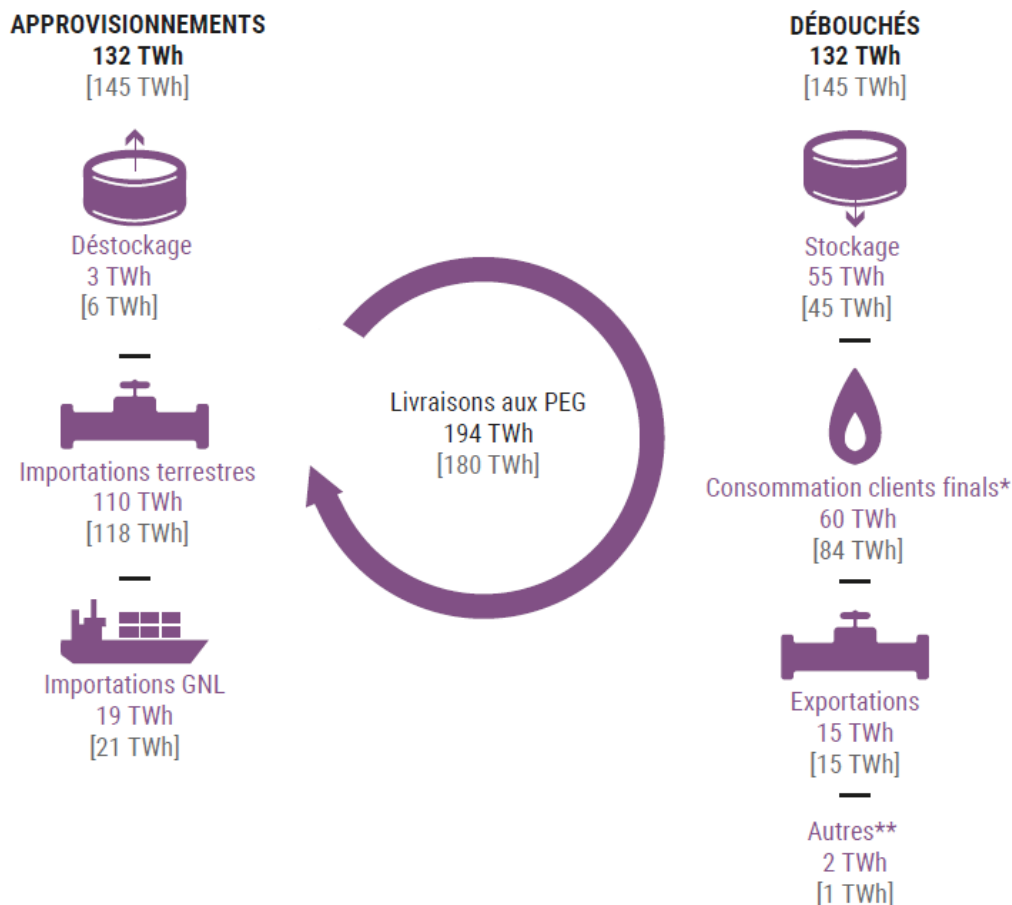 APPROVISIONNEMENTS
132 TWh
[145 TWh]
Déstockage
3 TWh
[6 TWh]
Importations terrestres
110 TWh
[118 TWh]
Importations GNL
19 TWh
[21 TWh]
Livraisons aux PEG
194 TWh
[180 TWh]
DÉBOUCHÉS
132 TWh
[145 TWh]
Stockage
55 TWh
[45 TWh]
Consommation clients finals*
60 TWh
[84 TWh]
Exportations
15 TWh
[15 TWh]
Autres**
2 TWh
[1 TWh]